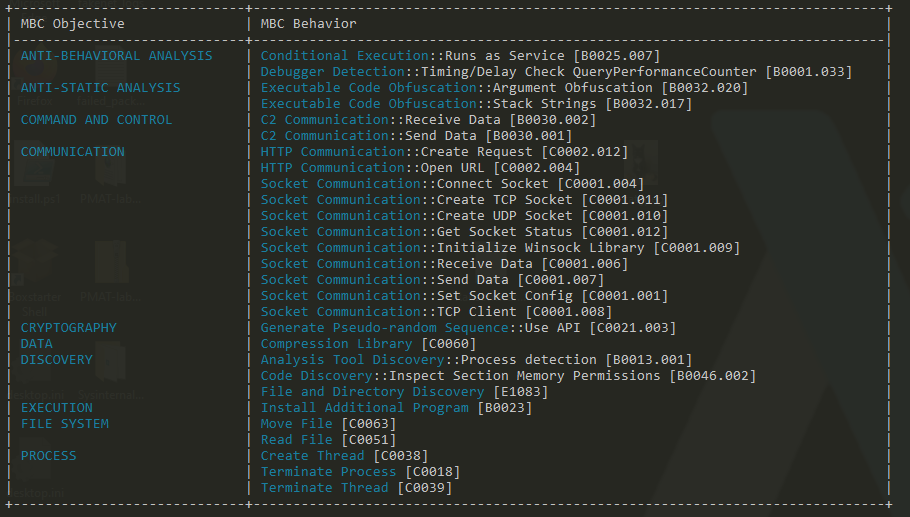 MBC Objective | MBC Behavior
ANTI-BEHAVIORAL ANALYSIS | Conditional Execution::Runs as Service [B0025.007]
Debugger Detection::Timing/Delay Check QueryPerformanceCounter [B0001.033]
ANTI-STATIC ANALYSIS | Executable Code Obfuscation::Argument Obfuscation [B0032.020]
Executable Code Obfuscation::Stack Strings [B0032.017]
COMMAND AND CONTROL | C2 Communication::Receive Data [B0030.002]
C2 Communication::Send Data [B0030.001]
COMMUNICATION | HTTP Communication::Create Request [C0002.012]
HTTP Communication::Open URL [C0002.004]
Socket Communication::Connect Socket [C0001.004]
Socket Communication::Create TCP Socket [C0001.011]
Socket Communication::Create UDP Socket [C0001.010]
Socket Communication::Get Socket Status [C0001.012]
Socket Communication::Initialize Winsock Library [C0001.009]
Socket Communication::Receive Data [C0001.006]
Socket Communication::Send Data [C0001.007]
Socket Communication::Set Socket Config [C0001.001]
Socket Communication::TCP Client [C0001.008]
CRYPTOGRAPHY | Generate Pseudo-random Sequence::Use API [C0021.003]
DATA | Compression Library [C0060]
DISCOVERY | Analysis Tool Discovery::Process detection [B0013.001]
Code Discovery::Inspect Section Memory Permissions [B0046.002]
File and Directory Discovery [E1083]
EXECUTION | Install Additional Program [B0023]
FILE SYSTEM | Move File [C0063]
Read File [C0051]
PROCESS | Create Thread [C0038]
Terminate Process [C0018]
Terminate Thread [C0039]